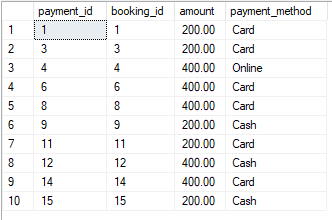 payment_id booking_id amount payment_method
1 1 1 200.00 Card
2 3 3 200.00 Card
3 4 4 400.00 Online
4 6 6 400.00 Card
5 8 8 400.00 Card
6 9 9 200.00 Cash
7 11 11 200.00 Card
8 12 12 400.00 Cash
9 14 14 400.00 Card
10 15 15 200.00 Cash